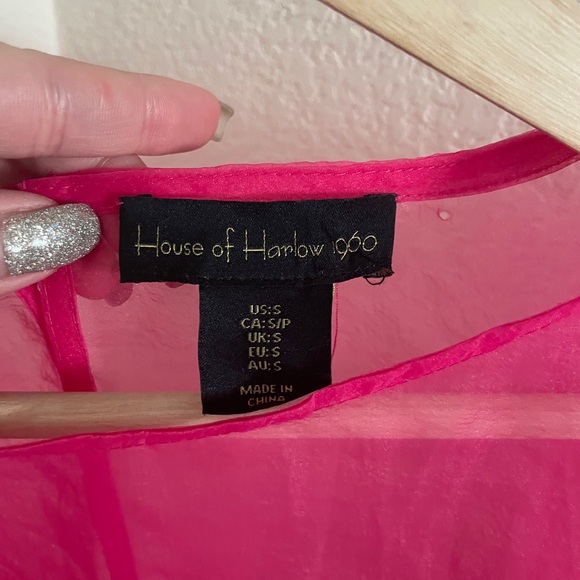 House of Harlow 1960
US:S
CA:S/P
UK:S
EU:S
AU:S
MADE IN
CHINA